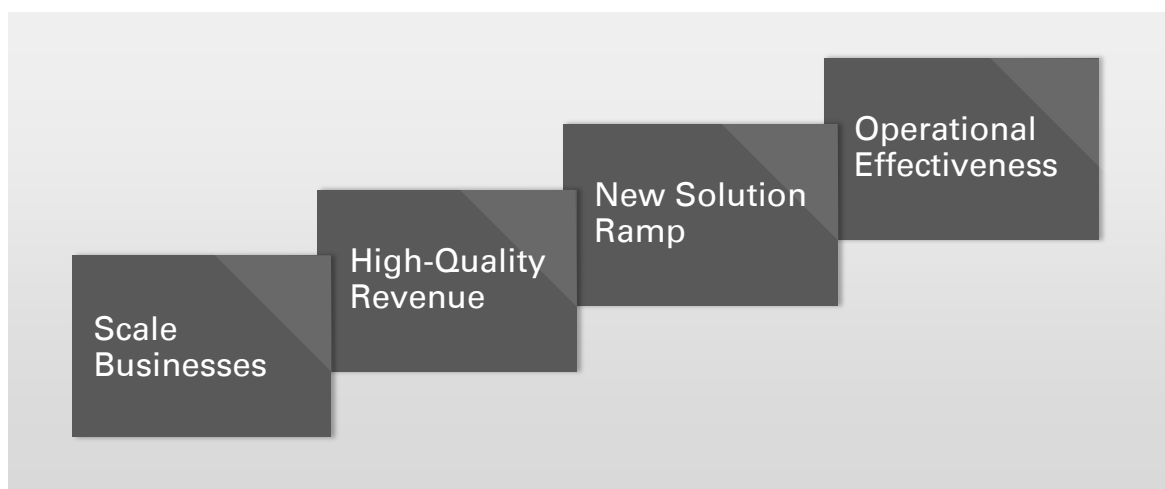 Scale
Businesses
High-Quality
Revenue
New Solution
Ramp
Operational
Effectiveness